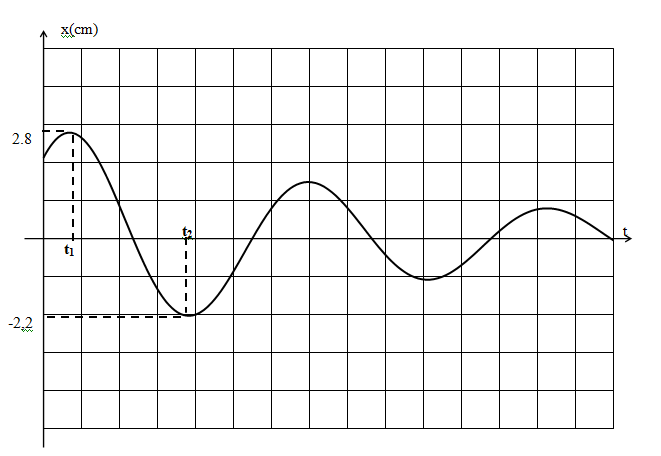 x(cm)
2.8
t₂
t
t₁
-2,2